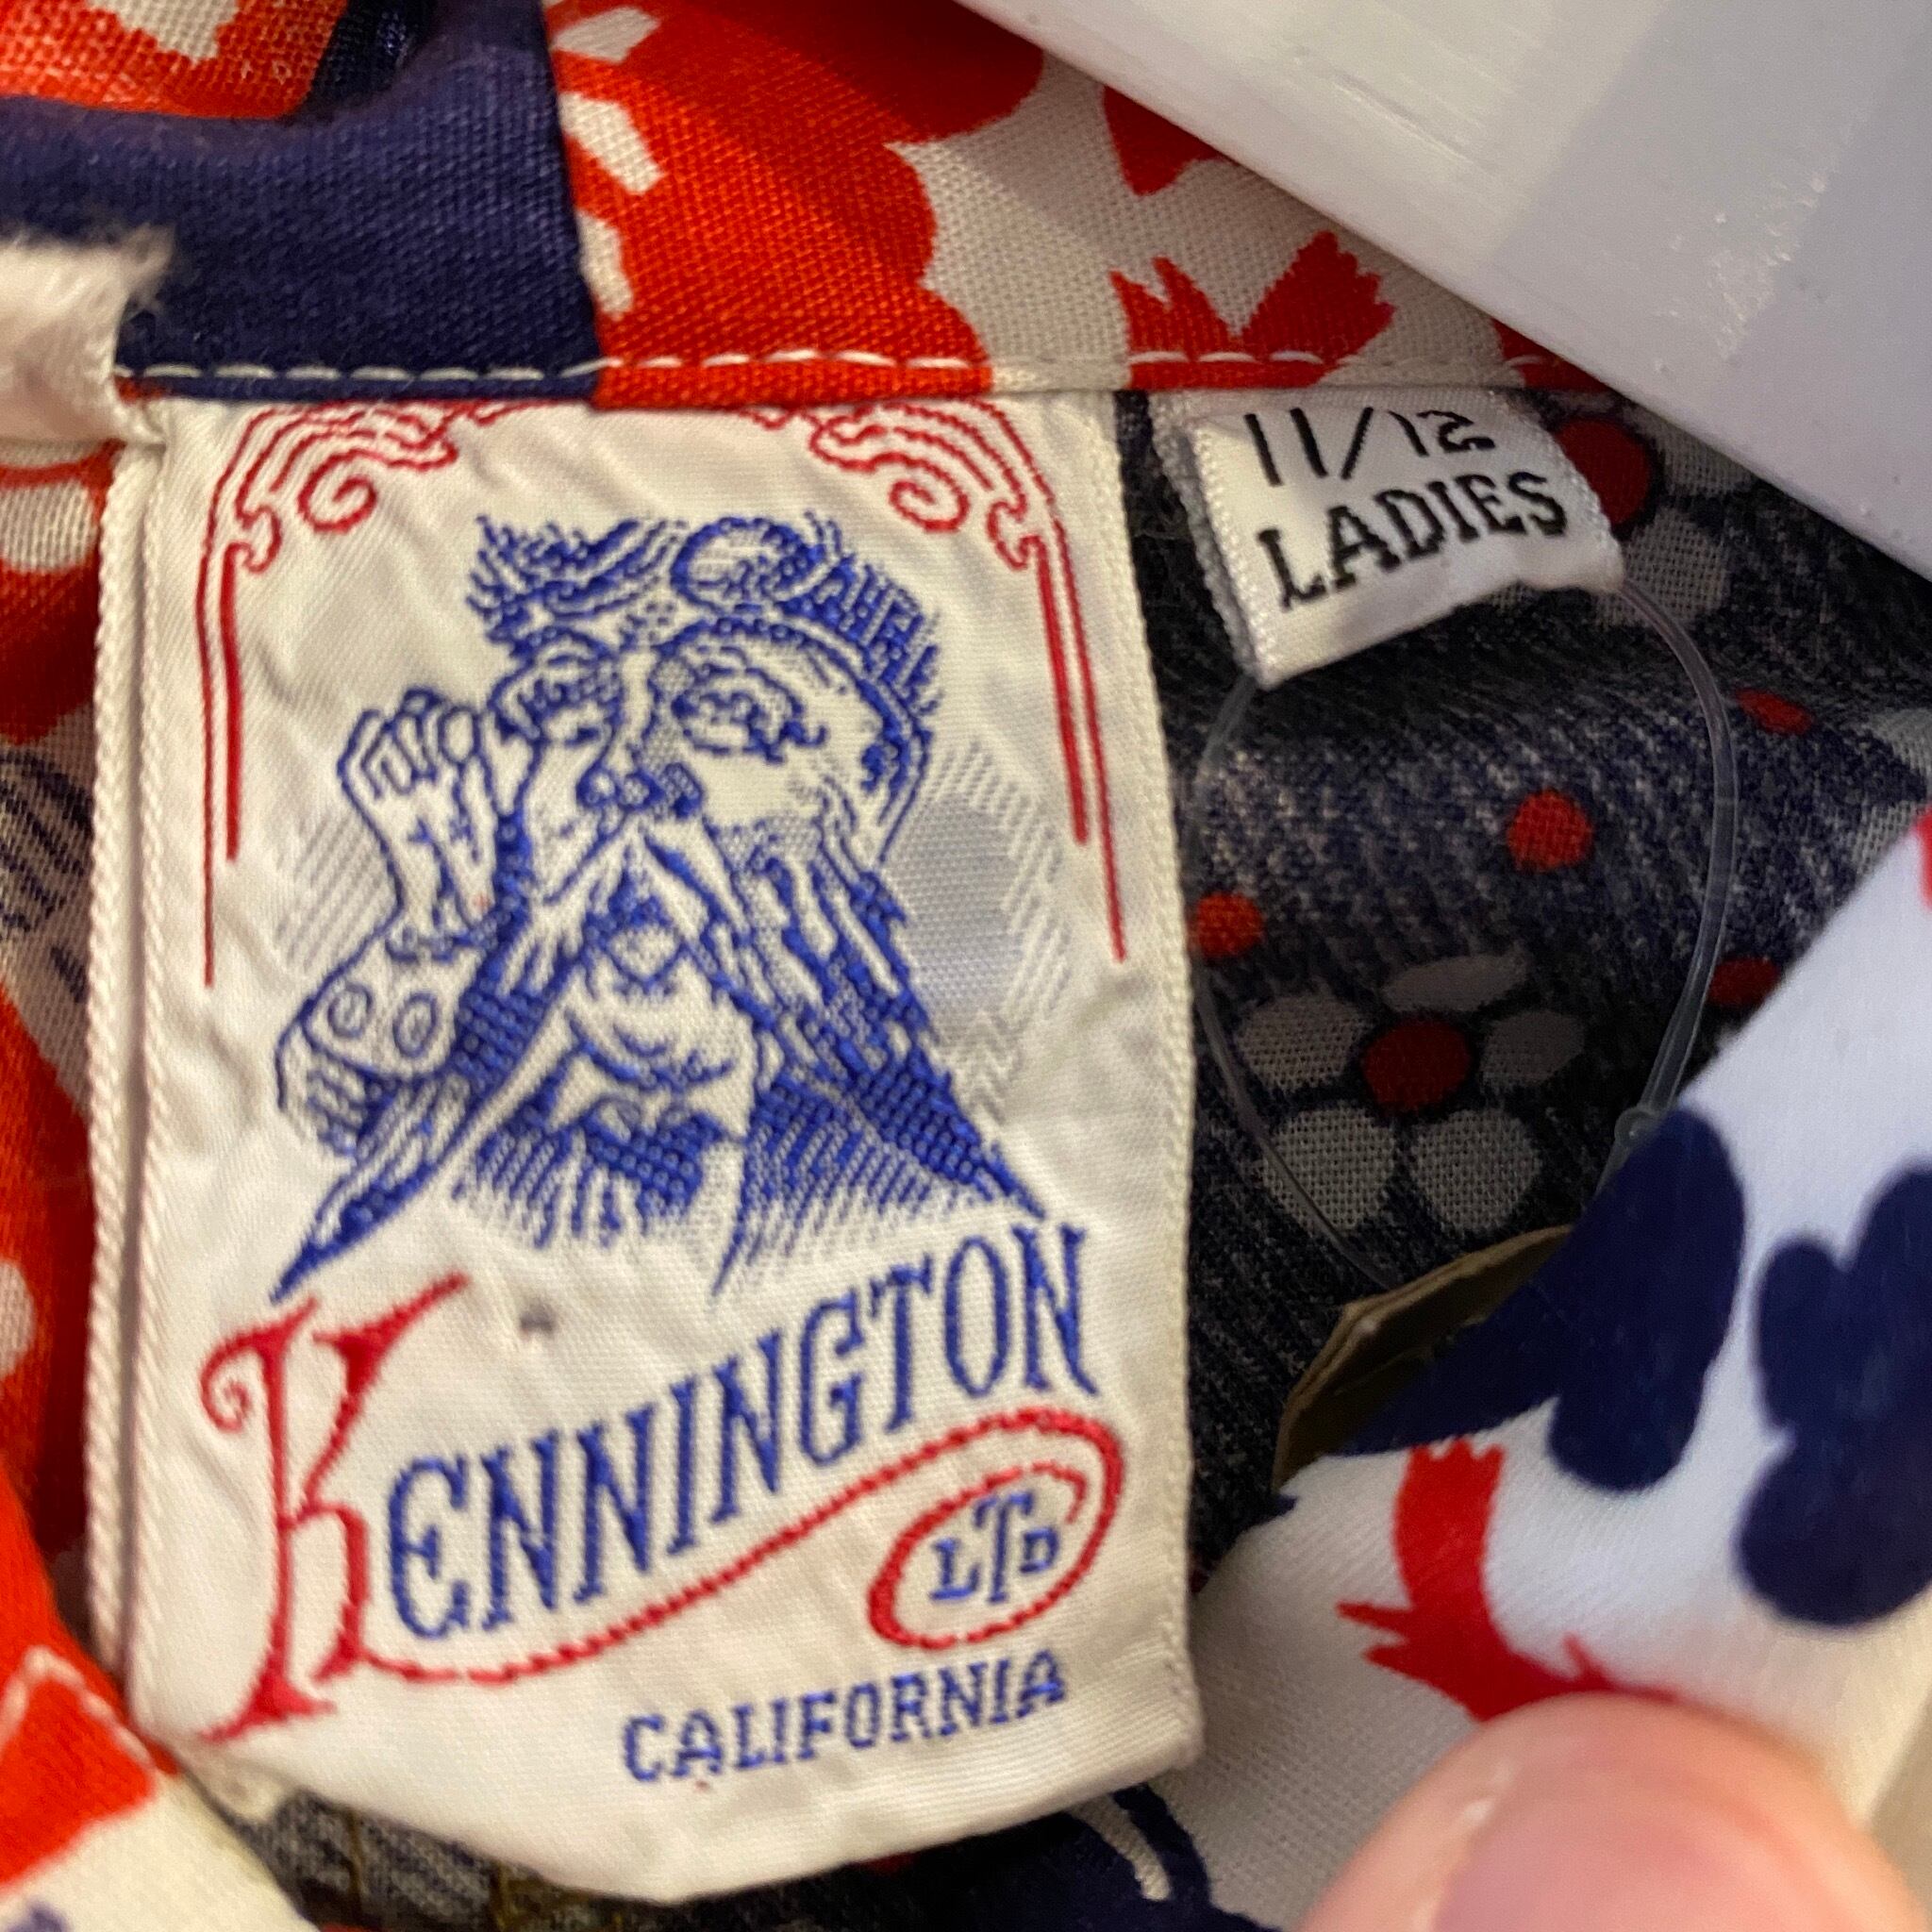 11/12
LADIES
KENNINGTON
LTD
CALIFORNIA